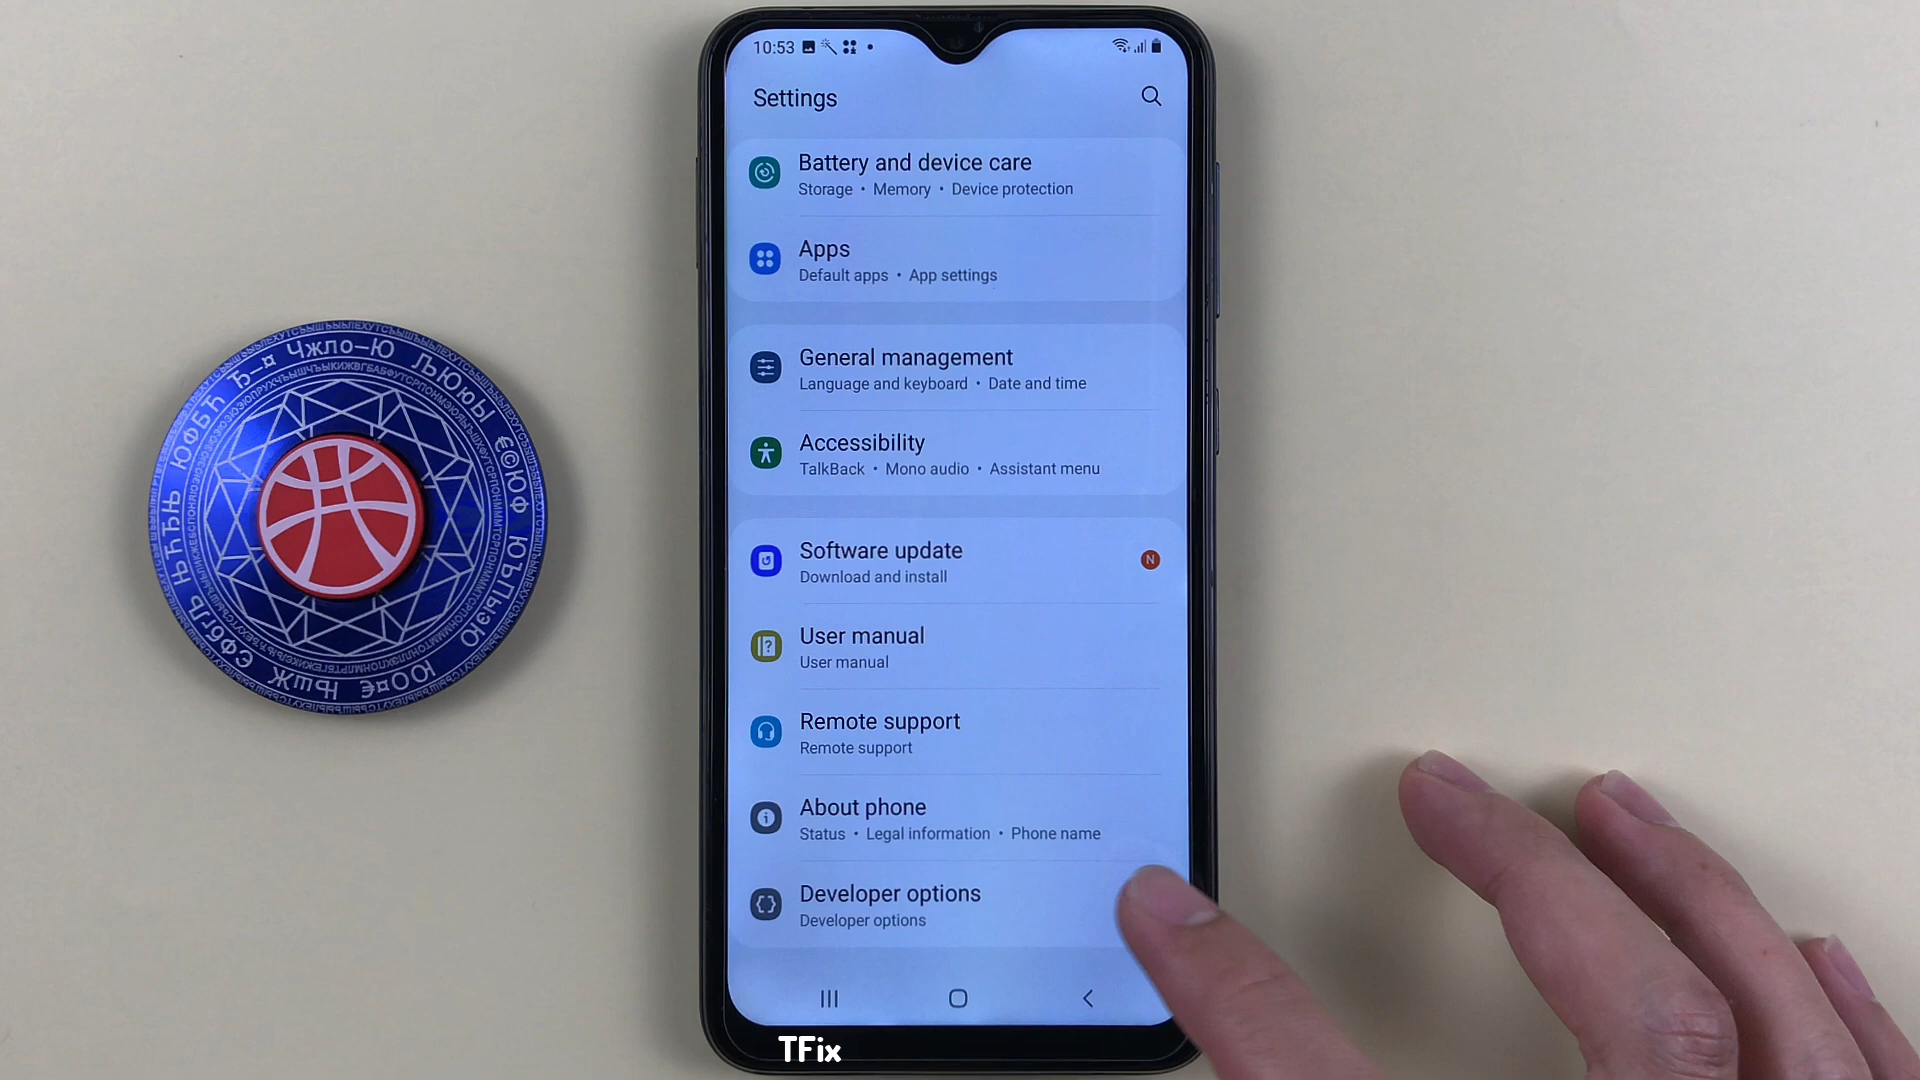 10:53
Settings
Battery and device care
Storage • Memory • Device protection
Apps
Default apps • App settings
General management
Language and keyboard • Date and time
Accessibility
TalkBack • Mono audio • Assistant menu
Software update
N
Download and install
User manual
User manual
Remote support
Remote support
About phone
Status • Legal information • Phone name
Developer options
Developer options
TFix
Чжло–Ю